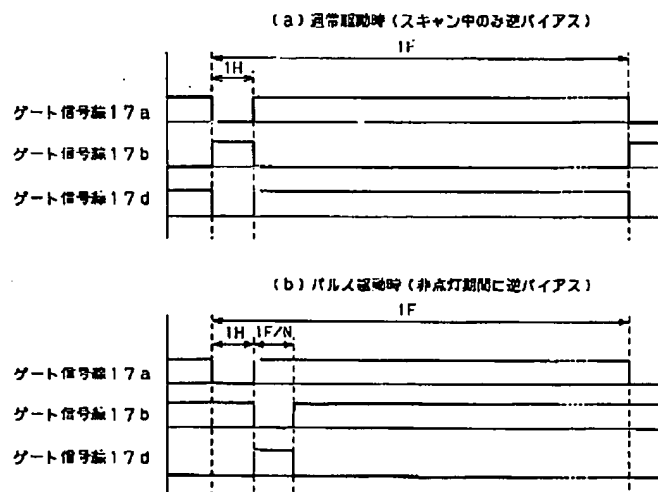 (a) 通常駆動時(スキャン中のみ逆バイアス)
1F
1H
ゲート信号線17a
ゲート信号線17b
ゲート信号線17d
(b) パルス駆動時(非点灯期間に逆バイアス)
1F
1H 1F/N
ゲート信号線17a
ゲート信号線17b
ゲート信号線17d